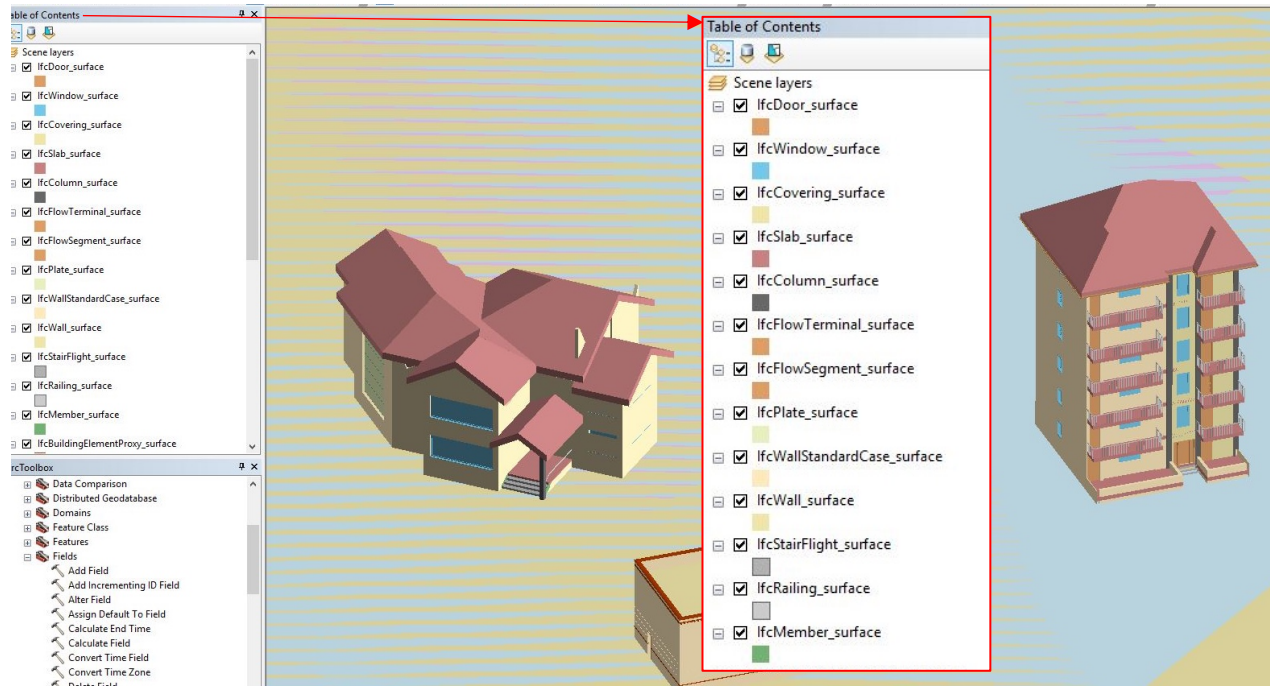 able of Contents
Scene layers
IfcDoor_surface
IfcWindow_surface
IfcCovering_surface
IfcSlab_surface
IfcColumn_surface
IfcFlowTerminal_surface
IfcFlowSegment_surface
IfcPlate_surface
IfcWallStandardCase_surface
IfcWall_surface
IfcStairFlight_surface
IfcRailing_surface
IfcMember_surface
IfcBuildingElementProxy_surface
rcToolbox
Data Comparison
Distributed Geodatabase
Domains
Feature Class
Features
Fields
Add Field
Add Incrementing ID Field
Alter Field
Assign Default To Field
Calculate End Time
Calculate Field
Convert Time Field
Convert Time Zone
Delete Field
Table of Contents
Scene layers
IfcDoor_surface
IfcWindow_surface
IfcCovering_surface
IfcSlab_surface
IfcColumn_surface
IfcFlowTerminal_surface
IfcFlowSegment_surface
IfcPlate_surface
IfcWallStandardCase_surface
IfcWall_surface
IfcStairFlight_surface
IfcRailing_surface
IfcMember_surface